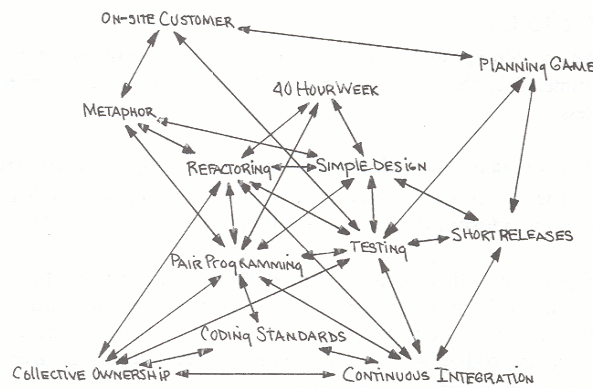 ON-SITE CUSTOMER
PLANNING GAME
40 HOUR WEEK
METAPHOR
REFACTORING
SIMPLE DESIGN
SHORT RELEASES
TESTING
PAIR PROGRAMMING
CODING STANDARDS
COLLECTIVE OWNERSHIP
CONTINUOUS INTEGRATION